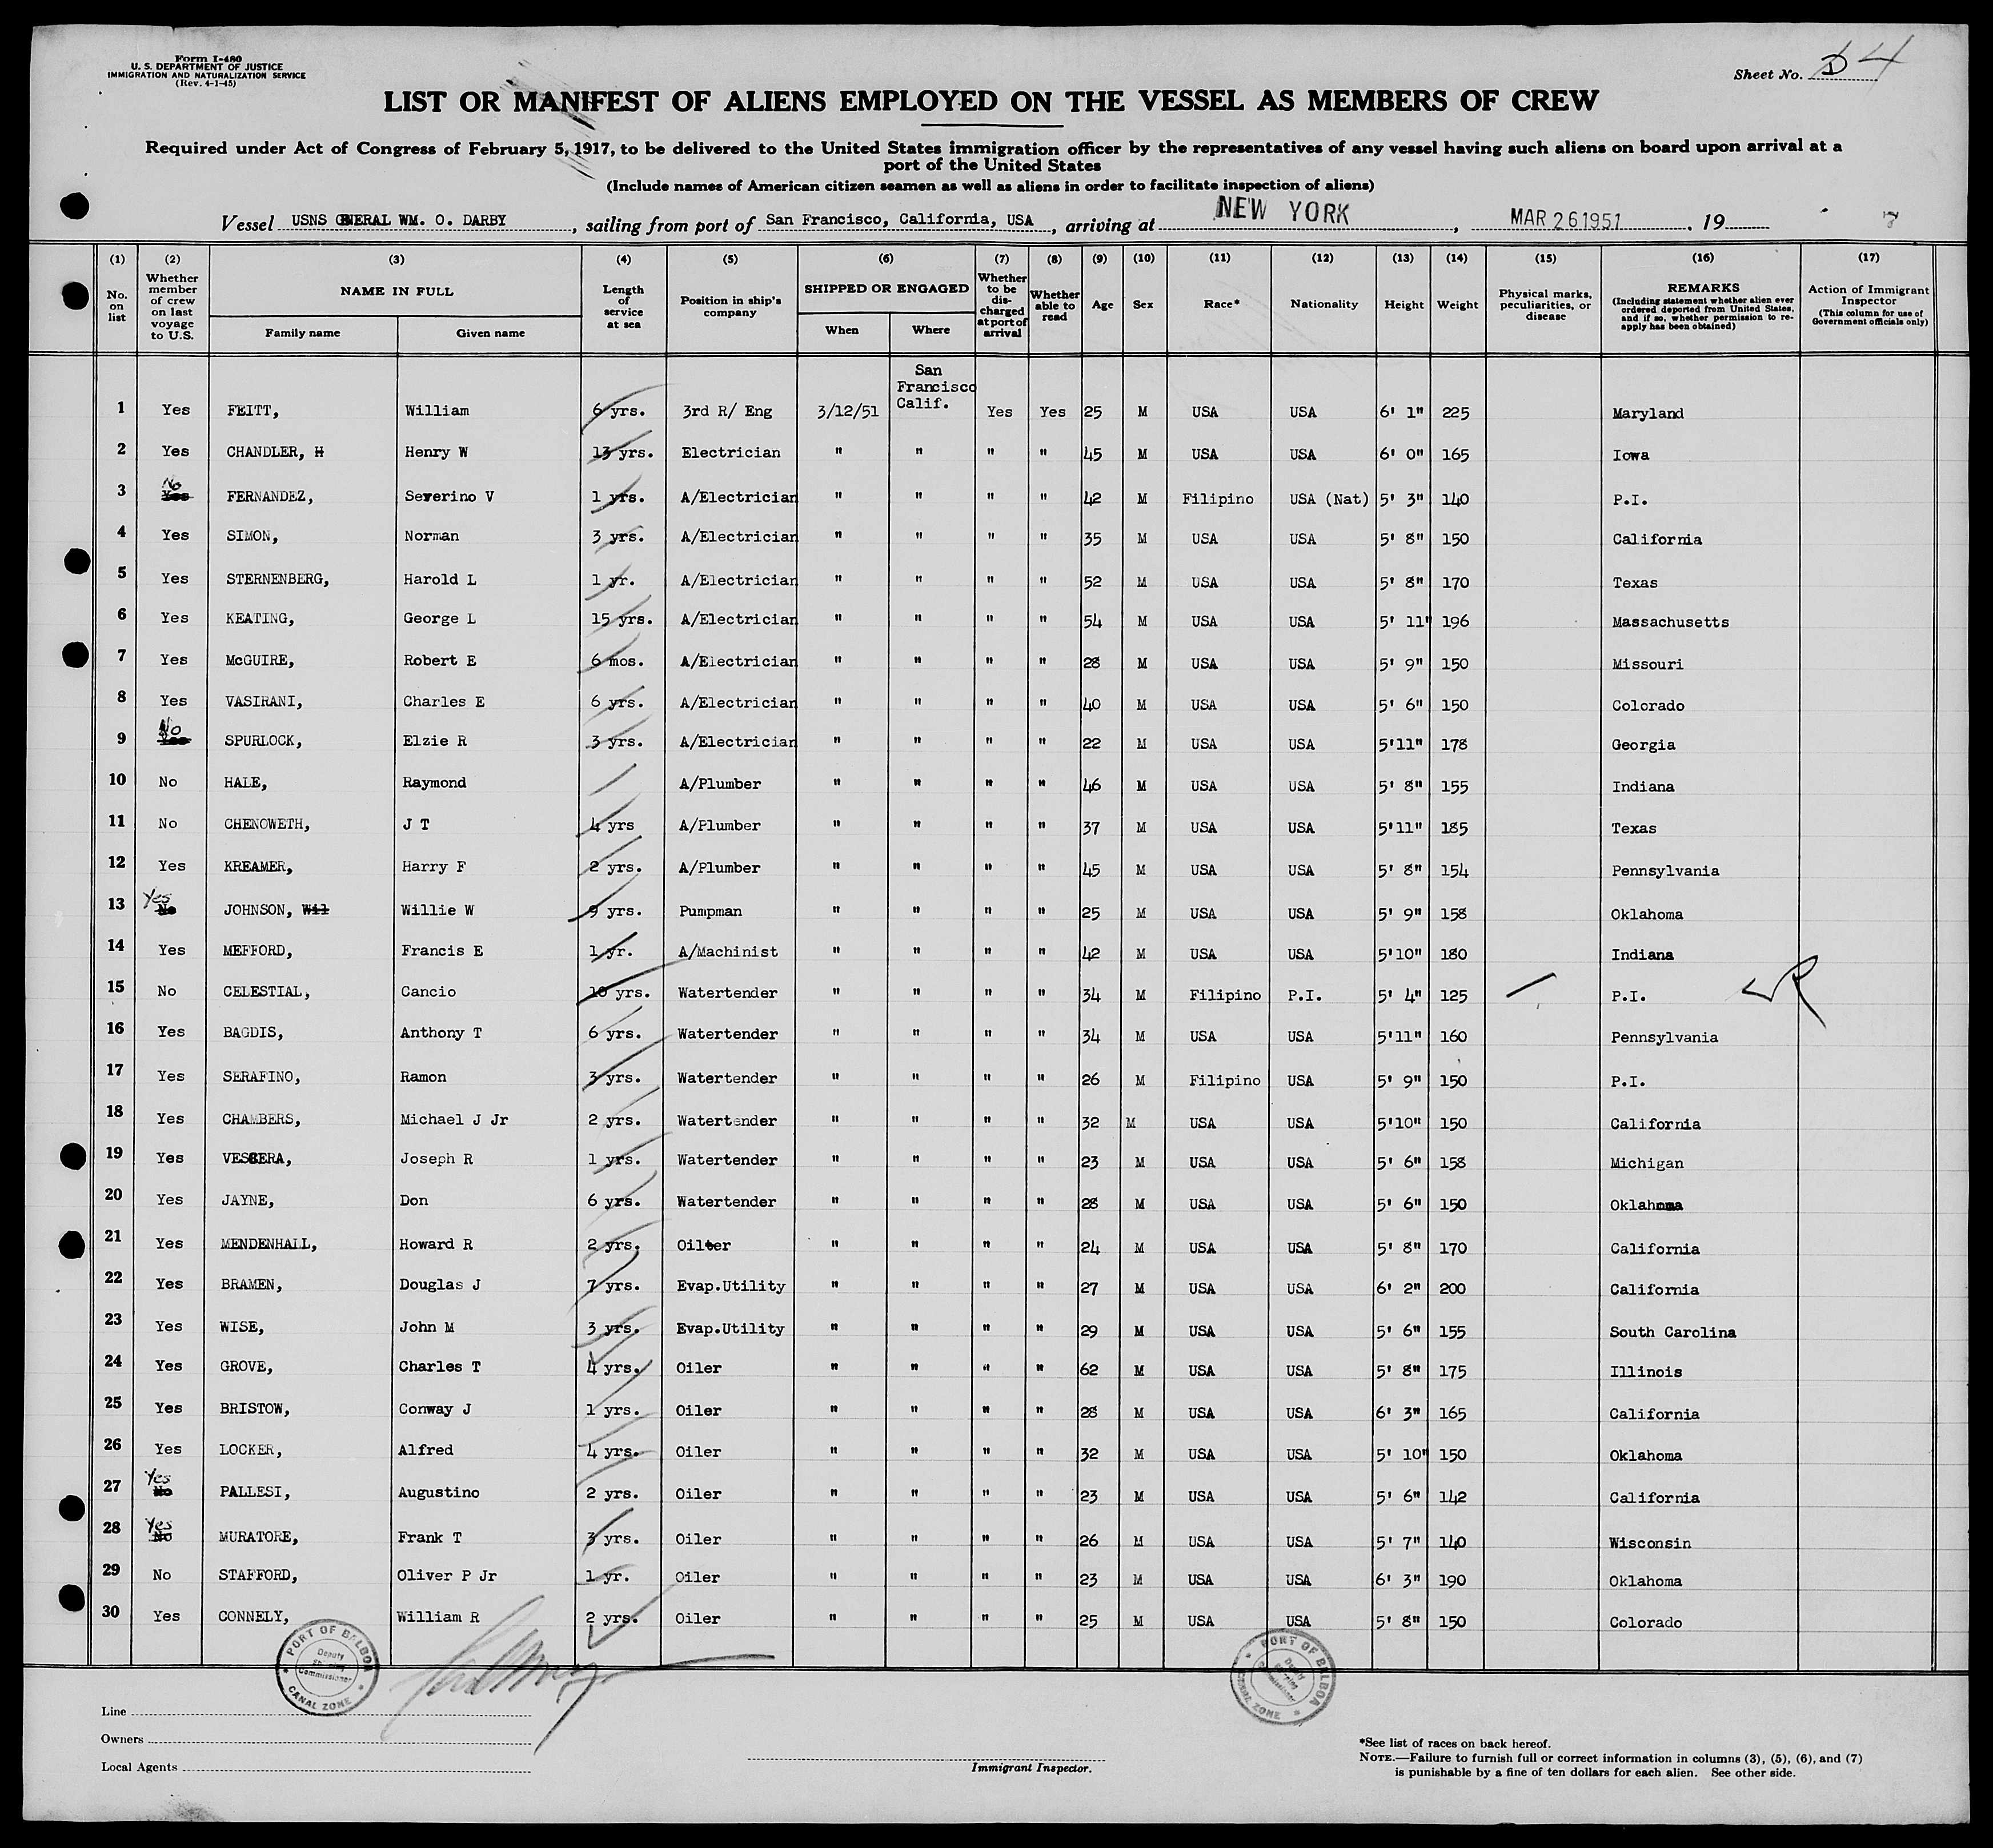 Form I-480
U. S. DEPARTMENT OF JUSTICE
IMMIGRATION AND NATURALIZATION SERVICE
(Rev. 4-1-45)
Sheet No. D 4
LIST OR MANIFEST OF ALIENS EMPLOYED ON THE VESSEL AS MEMBERS OF CREW
Required under Act of Congress of February 5, 1917, to be delivered to the United States immigration officer by the representatives of any vessel having such aliens on board upon arrival at a
port of the United States
(Include names of American citizen seamen as well as aliens in order to facilitate inspection of aliens)
Vessel USNS GENERAL WM. O. DARBY, sailing from port of San Francisco, California, USA, arriving at NEW YORK, MAR 26 1951, 19
(1) (2) (3) (4) (5) (6) (7) (8) (9) (10) (11) (12) (13) (14) (15) (16) (17)
No. on list
Whether member of crew on last voyage to U.S.
NAME IN FULL
Family name Given name
Length of service at sea
Position in ship's company
SHIPPED OR ENGAGED
When Where
Whether to be discharged at port of arrival
Whether able to read
Age
Sex
Race*
Nationality
Height
Weight
Physical marks, peculiarities, or disease
REMARKS
(Including statement whether alien ever ordered deported from United States, and if so, whether permission to re-apply has been obtained)
Action of Immigrant Inspector
(This column for use of Government officials only)
1 Yes FEITT, William 6 yrs. 3rd R/ Eng 3/12/51 San Francisco Calif. Yes Yes 25 M USA USA 6' 1" 225 Maryland
2 Yes CHANDLER, H Henry W 13 yrs. Electrician " " " " 45 M USA USA 6' 0" 165 Iowa
3 No Yes FERNANDEZ, Severino V 1 yrs. A/Electrician " " " " 42 M Filipino USA (Nat) 5' 3" 140 P.I.
4 Yes SIMON, Norman 3 yrs. A/Electrician " " " " 35 M USA USA 5' 8" 150 California
5 Yes STERNENBERG, Harold L 1 yr. A/Electrician " " " " 52 M USA USA 5' 8" 170 Texas
6 Yes KEATING, George L 15 yrs. A/Electrician " " " " 54 M USA USA 5' 11" 196 Massachusetts
7 Yes McGUIRE, Robert E 6 mos. A/Electrician " " " " 28 M USA USA 5' 9" 150 Missouri
8 Yes VASIRANI, Charles E 6 yrs. A/Electrician " " " " 40 M USA USA 5' 6" 150 Colorado
9 No Yes SPURLOCK, Elzie R 3 yrs. A/Electrician " " " " 22 M USA USA 5'11" 178 Georgia
10 No HALE, Raymond A/Plumber " " " " 46 M USA USA 5' 8" 155 Indiana
11 No CHENOWETH, J T 4 yrs A/Plumber " " " " 37 M USA USA 5'11" 185 Texas
12 Yes KREAMER, Harry F 2 yrs. A/Plumber " " " " 45 M USA USA 5' 8" 154 Pennsylvania
13 Yes No JOHNSON, Wil Willie W 9 yrs. Pumpman " " " " 25 M USA USA 5' 9" 158 Oklahoma
14 Yes MEFFORD, Francis E 1 yr. A/Machinist " " " " 42 M USA USA 5'10" 180 Indiana
15 No CELESTIAL, Cancio 10 yrs. Watertender " " " " 34 M Filipino P.I. 5' 4" 125 P.I.
16 Yes BAGDIS, Anthony T 6 yrs. Watertender " " " " 34 M USA USA 5'11" 160 Pennsylvania
17 Yes SERAFINO, Ramon 3 yrs. Watertender " " " " 26 M Filipino USA 5' 9" 150 P.I.
18 Yes CHAMBERS, Michael J Jr 2 yrs. Watertender " " " " 32 M USA USA 5'10" 150 California
19 Yes Joseph R 1 yrs. Watertender " " " " 23 M USA USA 5' 6" 158 Michigan
20 Yes JAYNE, Don 6 yrs. Watertender " " " " 28 M USA USA 5' 6" 150 Oklahoma
21 Yes MENDENHALL, Howard R 2 yrs. Oilter " " " " 24 M USA USA 5' 8" 170 California
22 Yes BRAMEN, Douglas J 7 yrs. Evap.Utility " " " " 27 M USA USA 6' 2" 200 California
23 Yes WISE, John M 3 yrs. Evap.Utility " " " " 29 M USA USA 5' 6" 155 South Carolina
24 Yes GROVE, Charles T 4 yrs. Oiler " " " " 62 M USA USA 5' 8" 175 Illinois
25 Yes BRISTOW, Conway J 1 yrs. Oiler " " " " 28 M USA USA 6' 3" 165 California
26 Yes LOCKER, Alfred 4 yrs. Oiler " " " " 32 M USA USA 5' 10" 150 Oklahoma
27 Yes No PALLESI, Augustino 2 yrs. Oiler " " " " 23 M USA USA 5' 6" 142 California
28 Yes No MURATORE, Frank T 3 yrs. Oiler " " " " 26 M USA USA 5' 7" 140 Wisconsin
29 No STAFFORD, Oliver P Jr 1 yr. Oiler " " " " 23 M USA USA 6' 3" 190 Oklahoma
30 Yes CONNELY, William R 2 yrs. Oiler " " " " 25 M USA USA 5' 8" 150 Colorado
PORT OF BALBOA
Deputy Shipping Commissioner
CANAL ZONE
PORT OF BALBOA
Deputy Shipping Commissioner
CANAL ZONE
Line
Owners
Local Agents
Immigrant Inspector.
*See list of races on back hereof.
NOTE.—Failure to furnish full or correct information in columns (3), (5), (6), and (7)
is punishable by a fine of ten dollars for each alien. See other side.